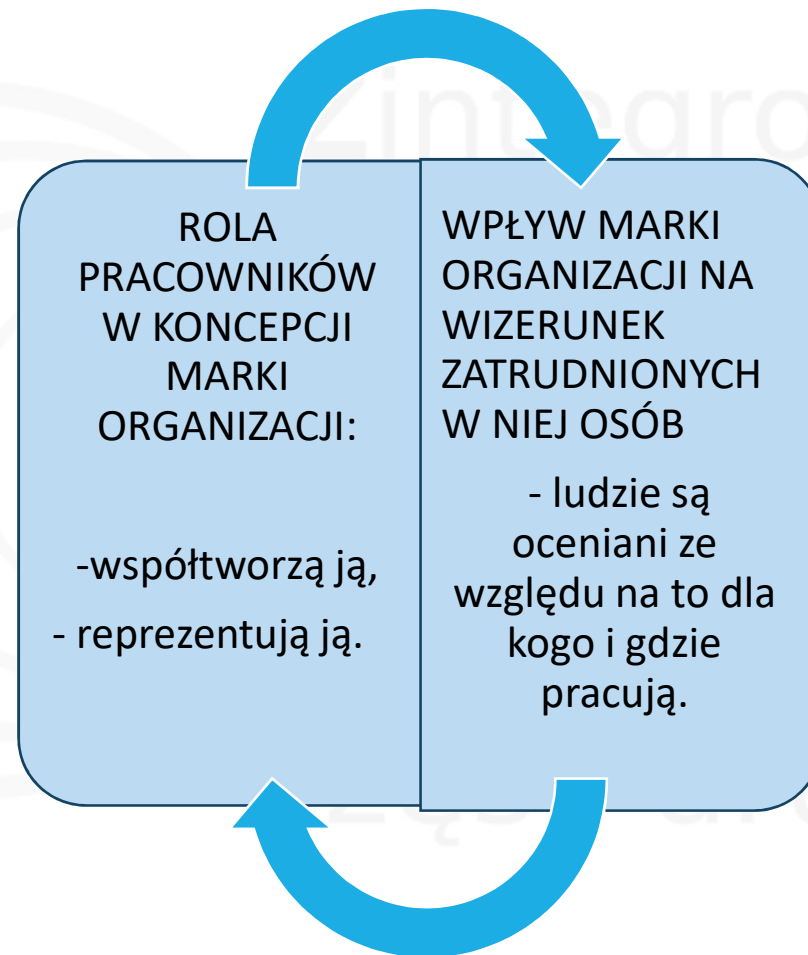 ROLA
PRACOWNIKÓW
W KONCEPCJI
MARKI
ORGANIZACJI:
-współtworzą ją,
- reprezentują ją.
WPŁYW MARKI
ORGANIZACJI NA
WIZERUNEK
ZATRUDNIONYCH
W NIEJ OSÓB
- ludzie są
oceniani ze
względu na to dla
kogo i gdzie
pracują.